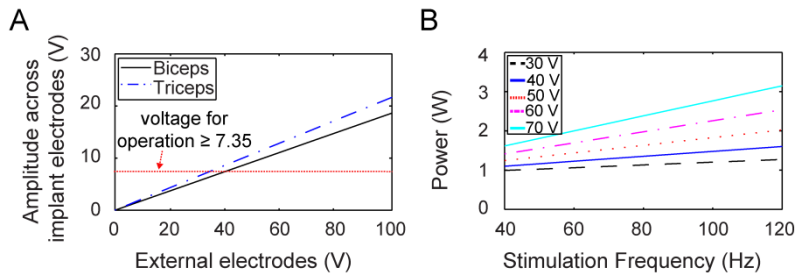 A
Amplitude across
implant electrodes (V)
30
20
10
0
Biceps
Triceps
voltage for
operation ≥ 7.35
0 20 40 60 80 100
External electrodes (V)
B
Power (W)
4
3
2
1
0
30 V
40 V
50 V
60 V
70 V
40 60 80 100 120
Stimulation Frequency (Hz)